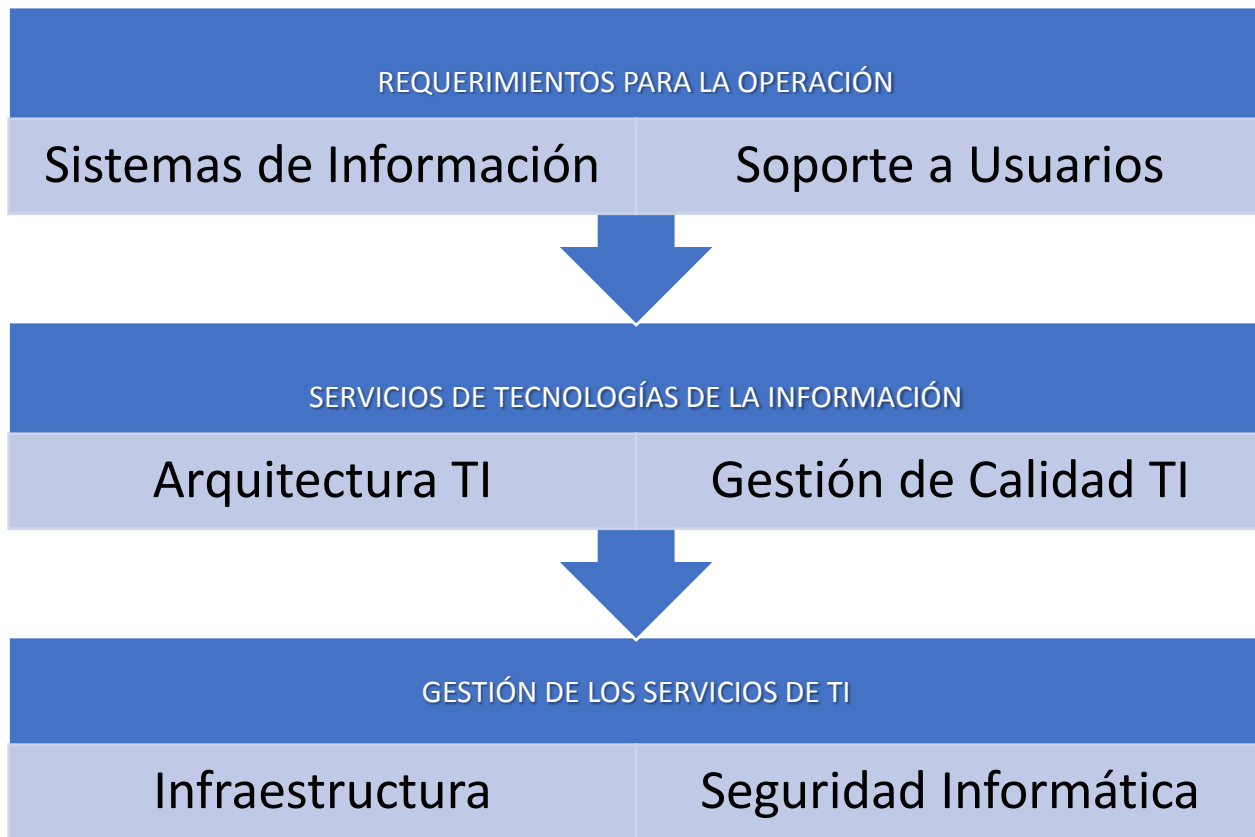 REQUERIMIENTOS PARA LA OPERACIÓN
Sistemas de Información
Soporte a Usuarios
SERVICIOS DE TECNOLOGÍAS DE LA INFORMACIÓN
Arquitectura TI
Gestión de Calidad TI
GESTIÓN DE LOS SERVICIOS DE TI
Infraestructura
Seguridad Informática